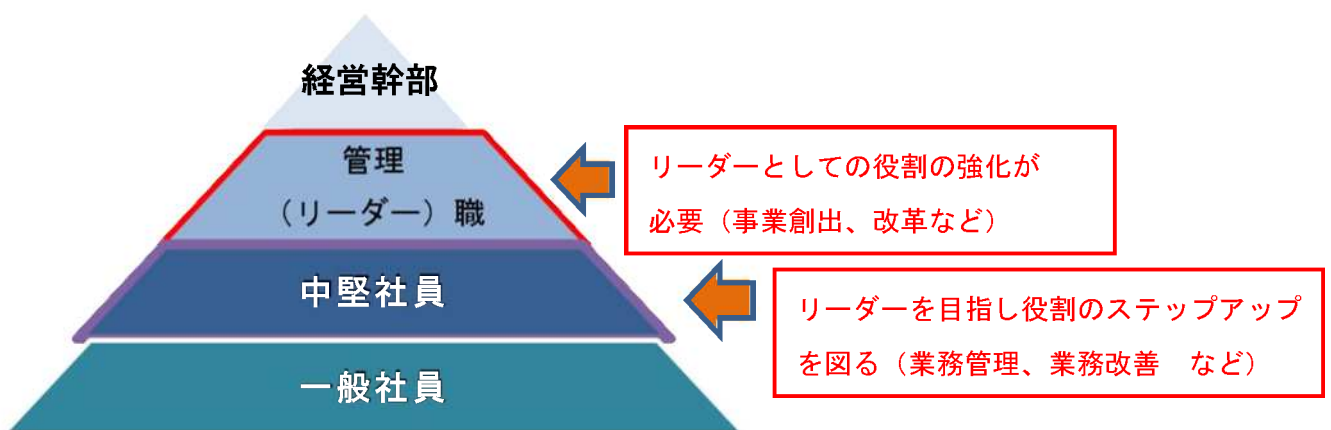 経営幹部
管理
（リーダー）職
リーダーとしての役割の強化が
必要（事業創出、改革など）
中堅社員
リーダーを目指し役割のステップアップ
を図る（業務管理、業務改善　など）
一般社員